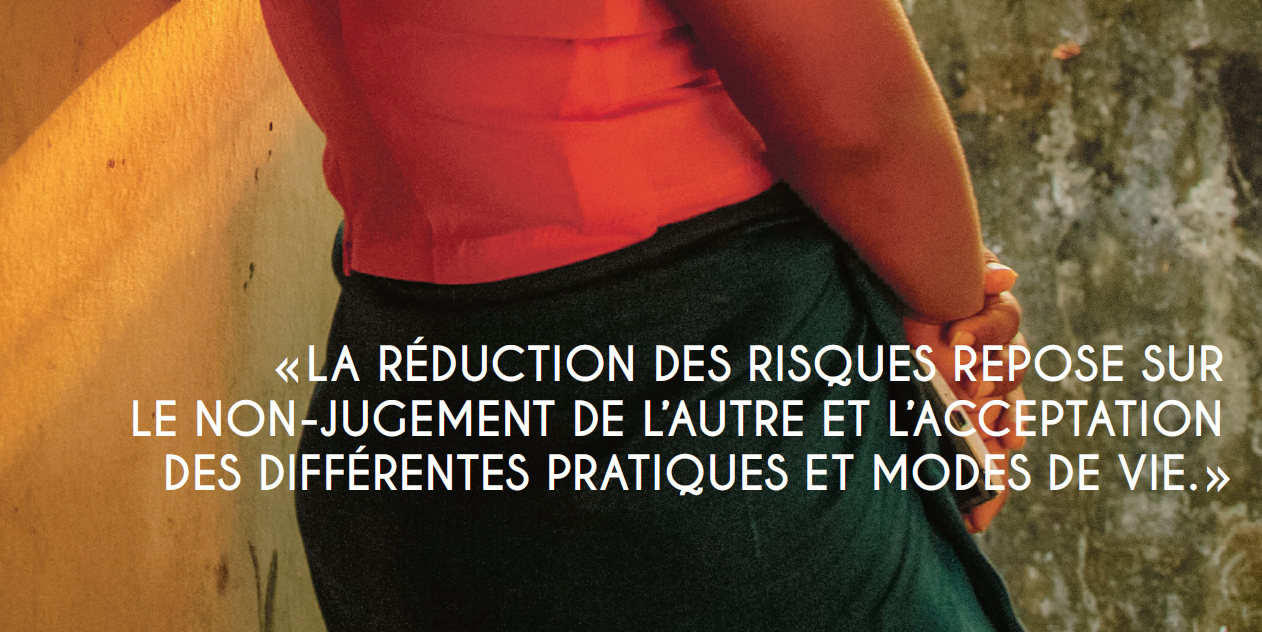 «LA RÉDUCTION DES RISQUES REPOSE SUR
LE NON-JUGEMENT DE L’AUTRE ET L’ACCEPTATION
DES DIFFÉRENTES PRATIQUES ET MODES DE VIE.»